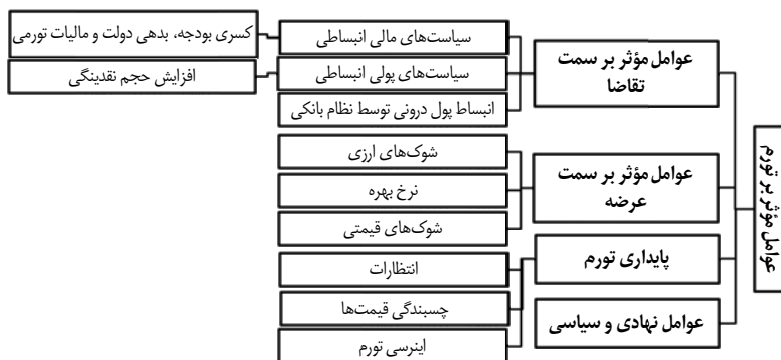 عوامل مؤثر بر تورم
عوامل مؤثر بر سمت
تقاضا
سیاست‌های مالی انبساطی
کسری بودجه، بدهی دولت و مالیات تورمی
سیاست‌های پولی انبساطی
افزایش حجم نقدینگی
انبساط پول درونی توسط نظام بانکی
عوامل مؤثر بر سمت
عرضه
شوک‌های ارزی
نرخ بهره
شوک‌های قیمتی
پایداری تورم
انتظارات
چسبندگی قیمت‌ها
اینرسی تورم
عوامل نهادی و سیاسی